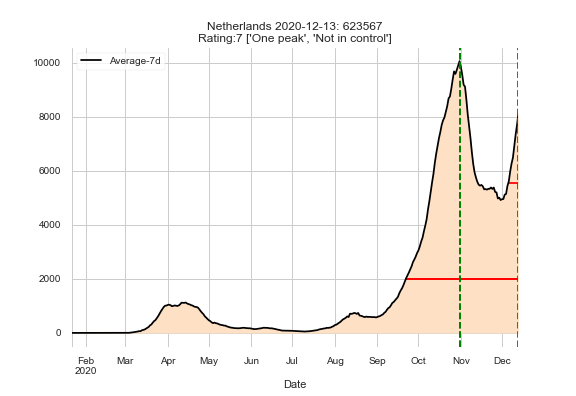 Netherlands 2020-12-13: 623567
Rating:7 ['One peak', 'Not in control']
Average-7d
10000
8000
6000
4000
2000
0
Feb Mar Apr May Jun Jul Aug Sep Oct Nov Dec
2020
Date